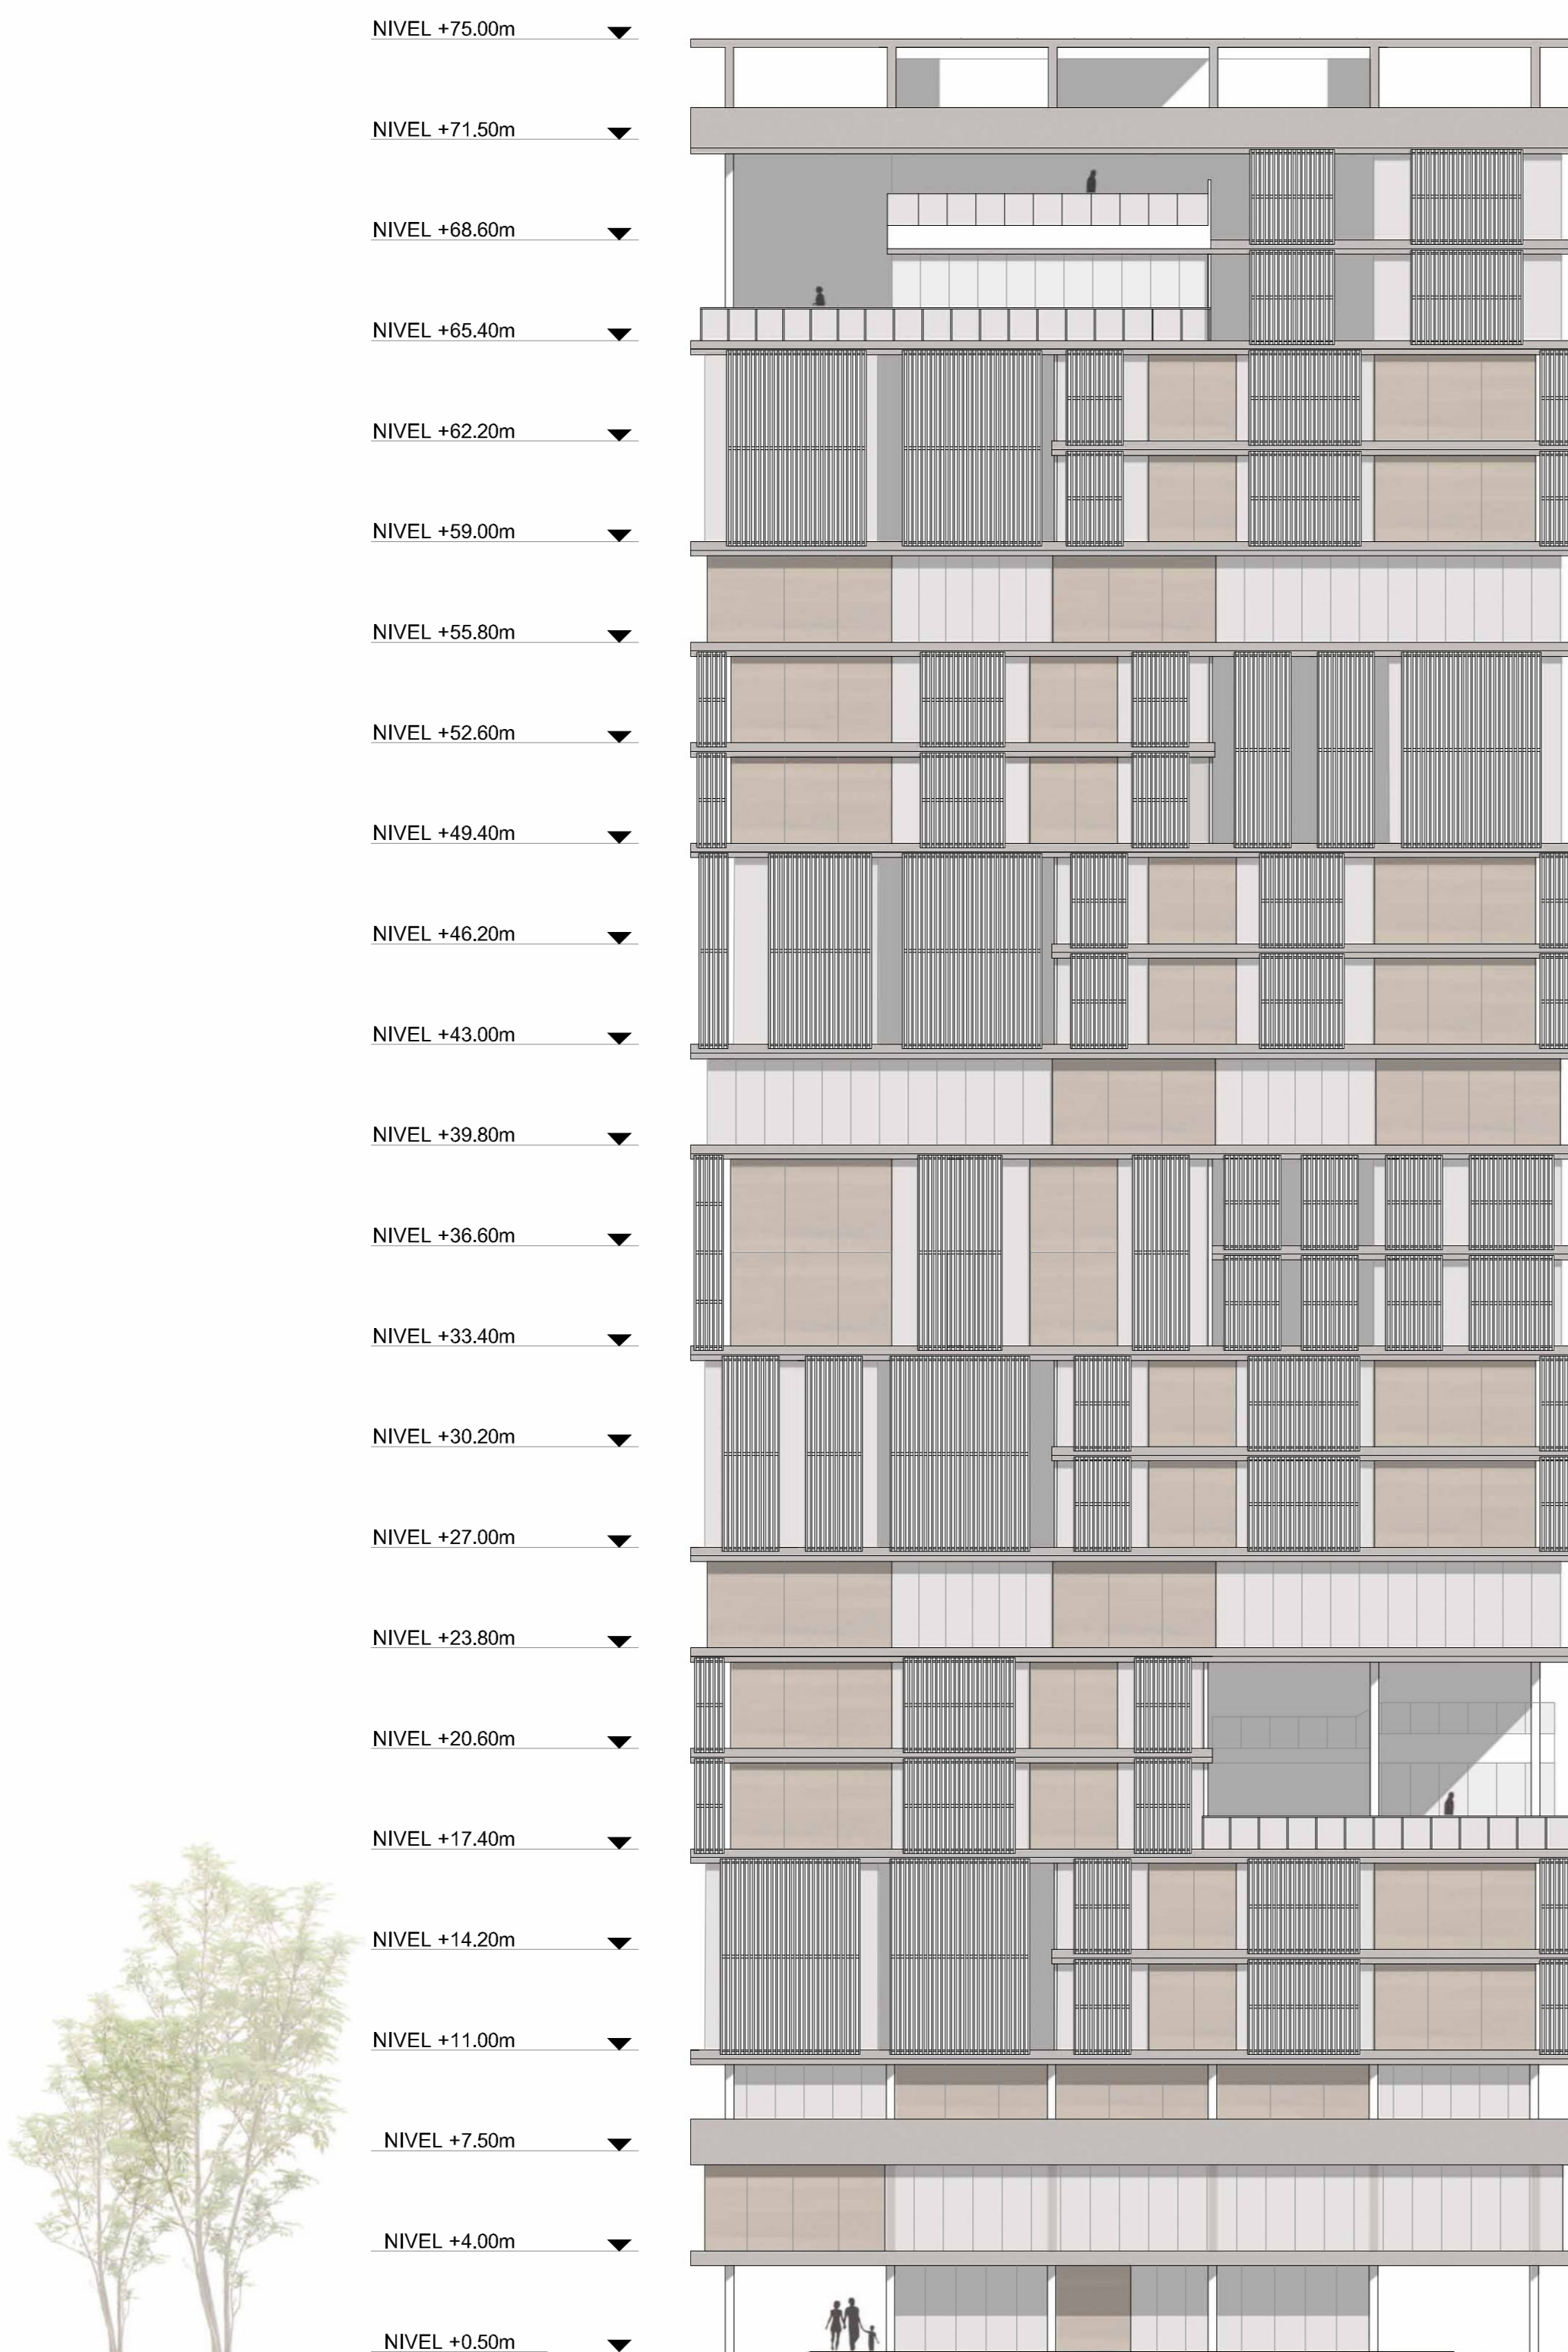 NIVEL +75.00m
NIVEL +71.50m
NIVEL +68.60m
NIVEL +65.40m
NIVEL +62.20m
NIVEL +59.00m
NIVEL +55.80m
NIVEL +52.60m
NIVEL +49.40m
NIVEL +46.20m
NIVEL +43.00m
NIVEL +39.80m
NIVEL +36.60m
NIVEL +33.40m
NIVEL +30.20m
NIVEL +27.00m
NIVEL +23.80m
NIVEL +20.60m
NIVEL +17.40m
NIVEL +14.20m
NIVEL +11.00m
NIVEL +7.50m
NIVEL +4.00m
NIVEL +0.50m